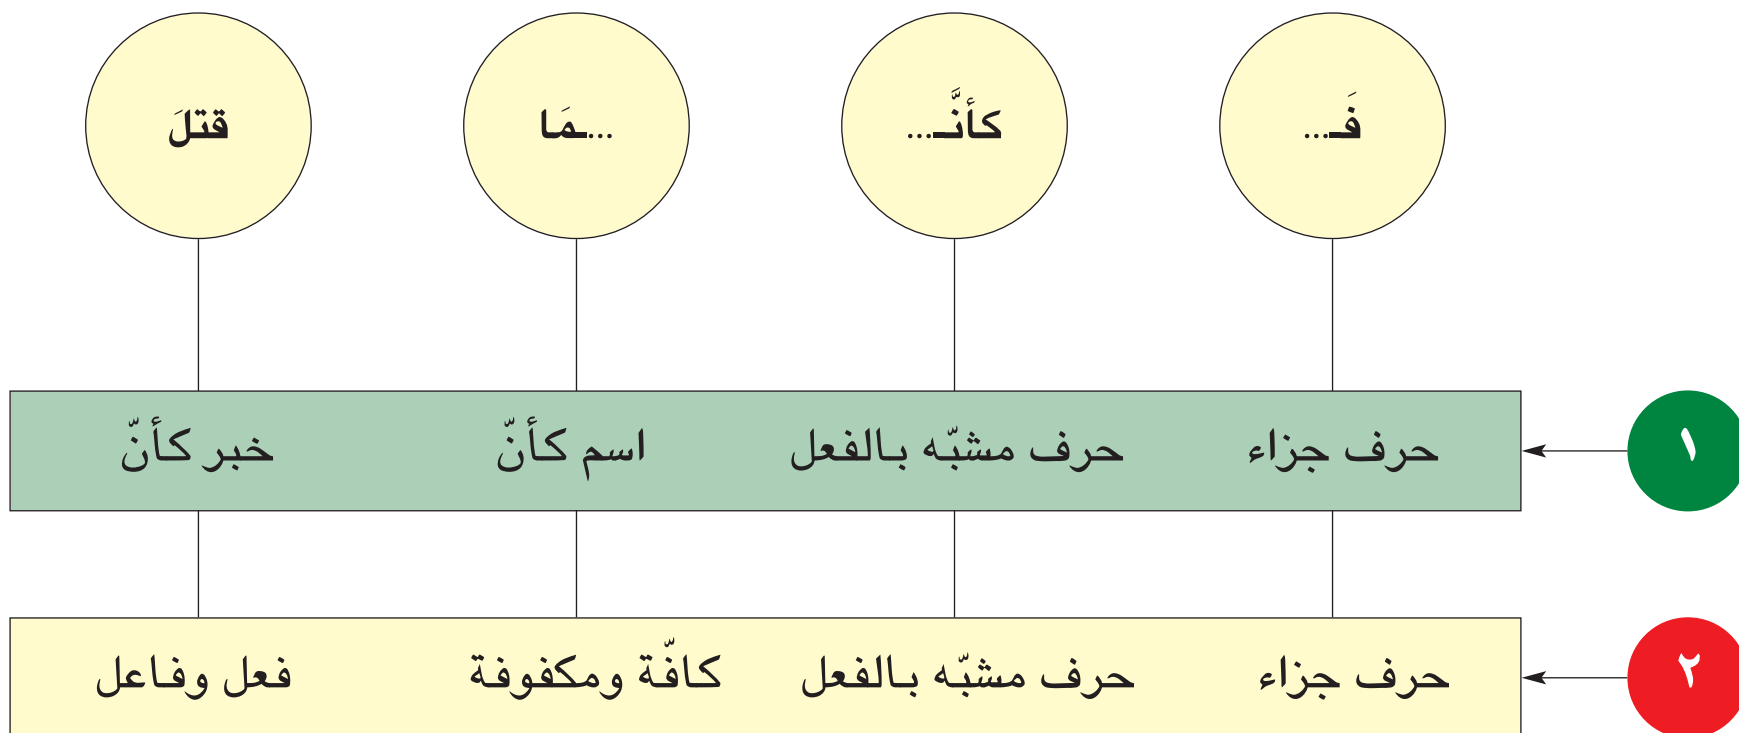 فَـ... كأنَّـ... ...ـمَا قتلَ
١ حرف جزاء حرف مشبّه بالفعل اسم كأنّ خبر كأنّ
٢ حرف جزاء حرف مشبّه بالفعل كافّة ومكفوفة فعل وفاعل